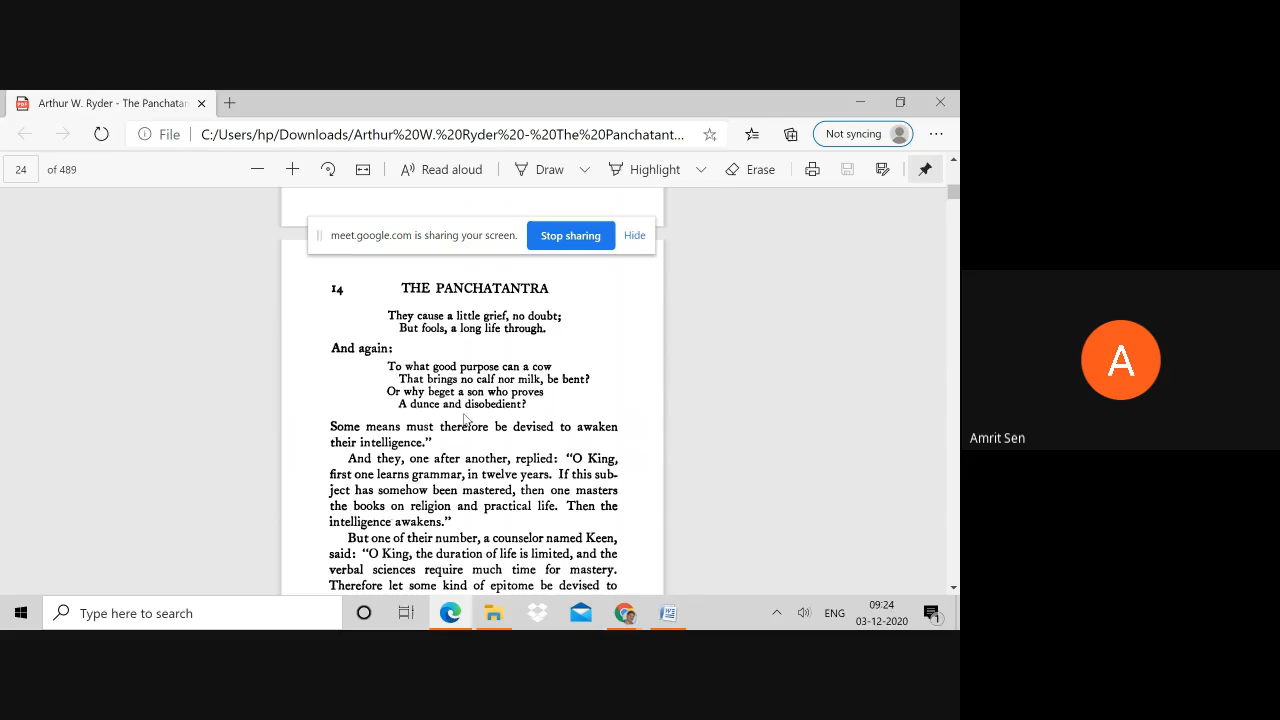 Arthur W. Ryder - The Panchatan
File
C:/Users/hp/Downloads/Arthur%20W.%20Ryder%20-%20The%20Panchatant...
Not syncing
24 of 489
Read aloud
Draw
Highlight
Erase
meet.google.com is sharing your screen.
Stop sharing
Hide
14 THE PANCHATANTRA
They cause a little grief, no doubt;
But fools, a long life through.
And again:
To what good purpose can a cow
That brings no calf nor milk, be bent?
Or why beget a son who proves
A dunce and disobedient?
Some means must therefore be devised to awaken
their intelligence."
And they, one after another, replied: "O King,
first one learns grammar, in twelve years. If this sub-
ject has somehow been mastered, then one masters
the books on religion and practical life. Then the
intelligence awakens."
But one of their number, a counselor named Keen,
said: "O King, the duration of life is limited, and the
verbal sciences require much time for mastery.
Therefore let some kind of epitome be devised to
A
Amrit Sen
Type here to search
ENG
09:24
03-12-2020
1